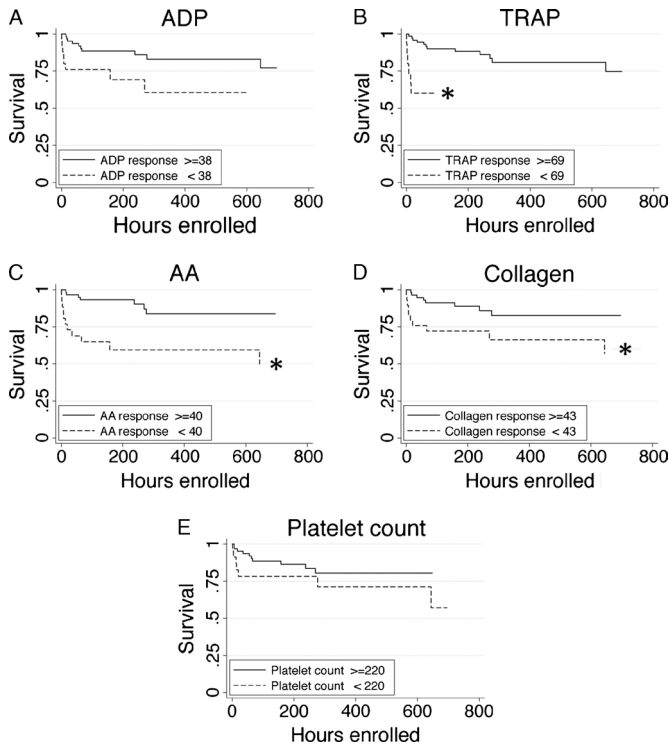 A ADP
1
.75
.5
.25
0
Survival
ADP response >=38
ADP response < 38
0 200 400 600 800
Hours enrolled
B TRAP
1
.75
.5
.25
0
Survival
*
TRAP response >=69
TRAP response < 69
0 200 400 600 800
Hours enrolled
C AA
1
.75
.5
.25
0
Survival
*
AA response >=40
AA response < 40
0 200 400 600 800
Hours enrolled
D Collagen
1
.75
.5
.25
0
Survival
*
Collagen response >=43
Collagen response < 43
0 200 400 600 800
Hours enrolled
E Platelet count
1
.75
.5
.25
0
Survival
Platelet count >=220
Platelet count < 220
0 200 400 600 800
Hours enrolled